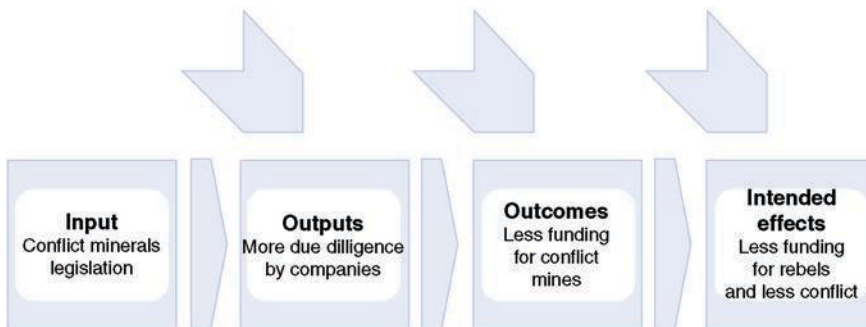 Input
Conflict minerals
legislation
Outputs
More due dilligence
by companies
Outcomes
Less funding
for conflict
mines
Intended
effects
Less funding
for rebels
and less conflict